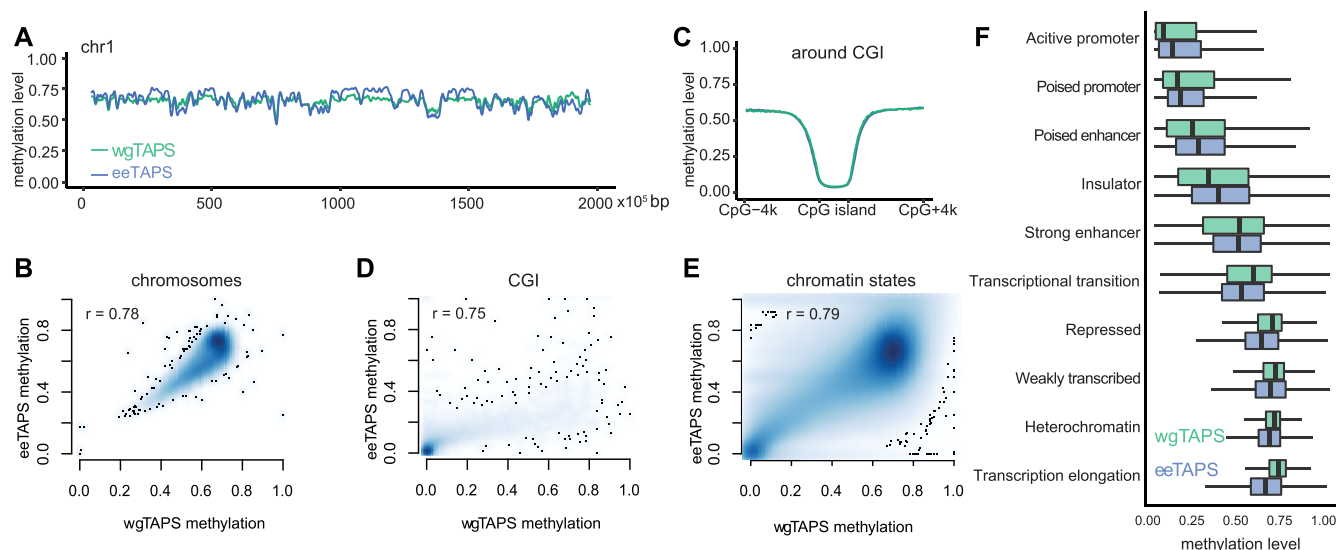 A
chr1
methylation level
1.00
0.75
0.50
0.25
0.00
wgTAPS
eeTAPS
0
500
1000
1500
2000
x10⁵ bp
C
around CGI
methylation level
1.00
0.75
0.50
0.25
0.00
CpG−4k
CpG island
CpG+4k
B
chromosomes
r = 0.78
eeTAPS methylation
0.8
0.4
0.0
0.0
0.2
0.4
0.6
0.8
1.0
wgTAPS methylation
D
CGI
r = 0.75
eeTAPS methylation
0.8
0.4
0.0
0.0
0.2
0.4
0.6
0.8
1.0
wgTAPS methylation
E
chromatin states
r = 0.79
eeTAPS methylation
0.8
0.4
0.0
0.0
0.2
0.4
0.6
0.8
1.0
wgTAPS methylation
F
Acitive promoter
Poised promoter
Poised enhancer
Insulator
Strong enhancer
Transcriptional transition
Repressed
Weakly transcribed
Heterochromatin
Transcription elongation
wgTAPS
eeTAPS
0.00
0.25
0.50
0.75
1.00
methylation level